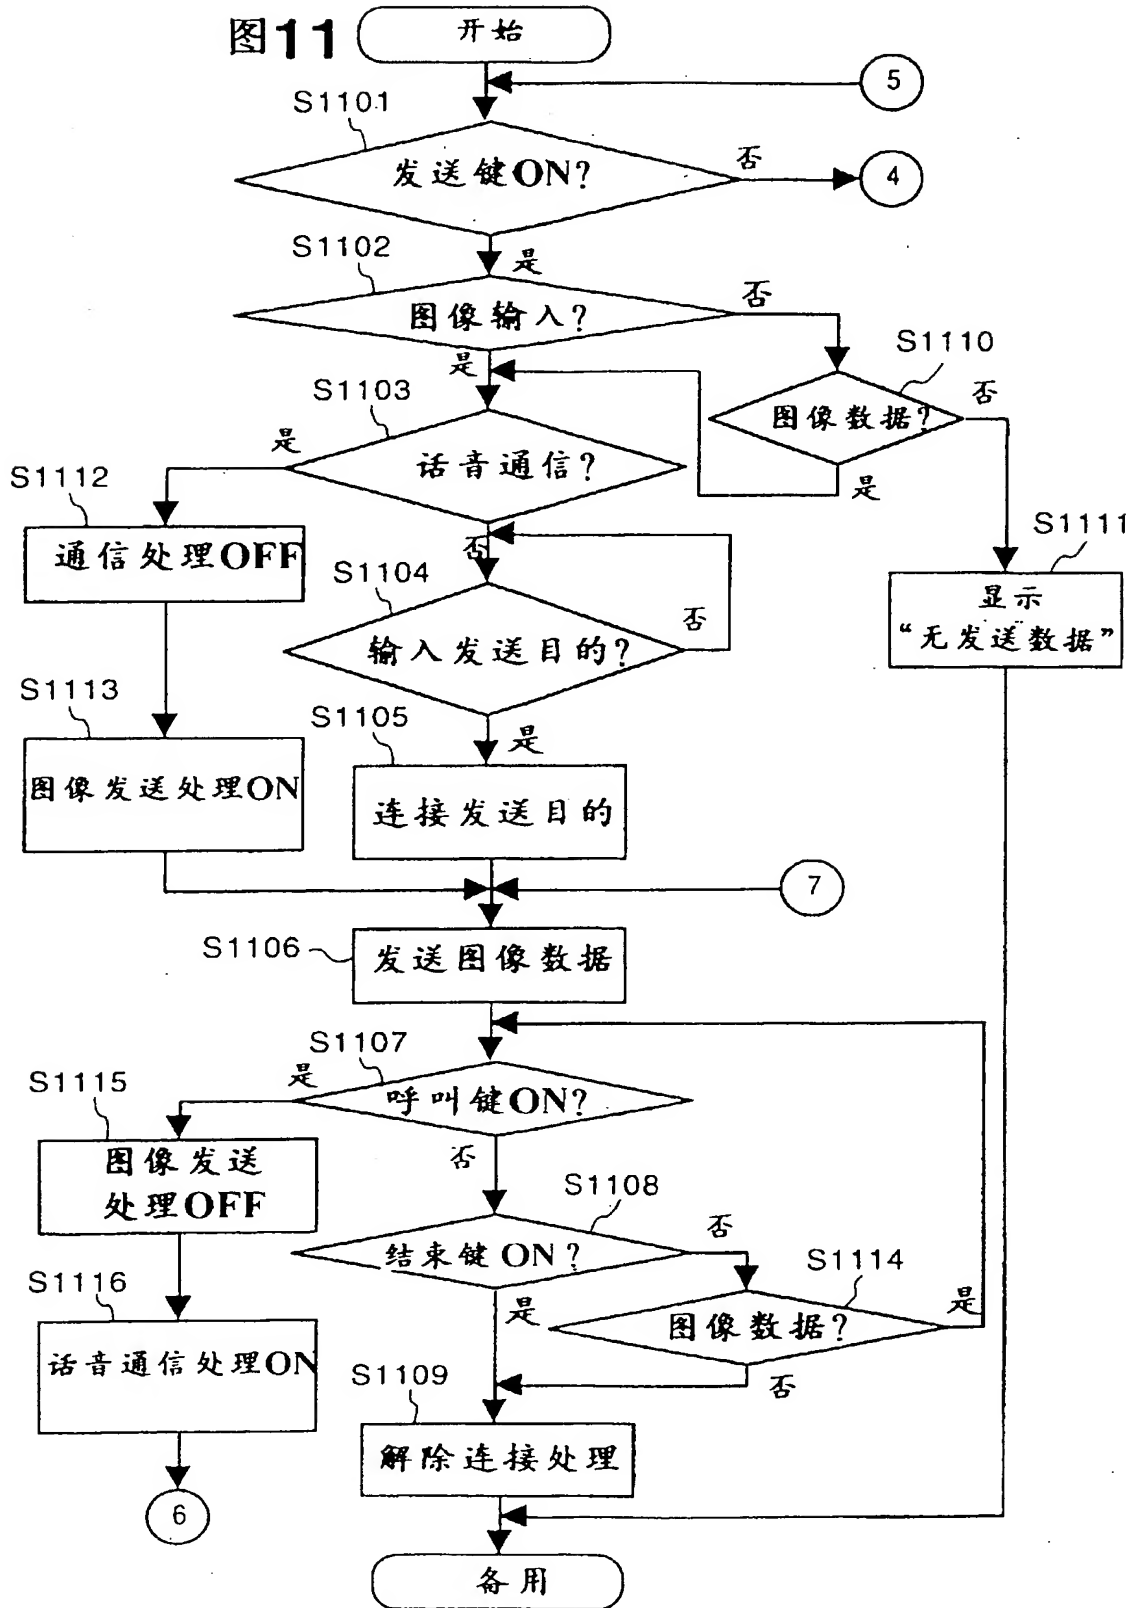 图11
开始
5
S1101
发送键ON?
否
4
S1102
是
图像输入?
否
是
S1110
图像数据?
否
是
S1103
是
话音通信?
S1112
通信处理OFF
否
S1104
输入发送目的?
否
S1111
显示
“无发送数据”
S1113
图像发送处理ON
S1105
是
连接发送目的
7
S1106
发送图像数据
S1107
是
呼叫键ON?
S1115
图像发送
处理OFF
否
S1108
结束键ON?
否
S1114
图像数据?
是
是
否
S1116
话音通信处理ON
S1109
解除连接处理
6
备用